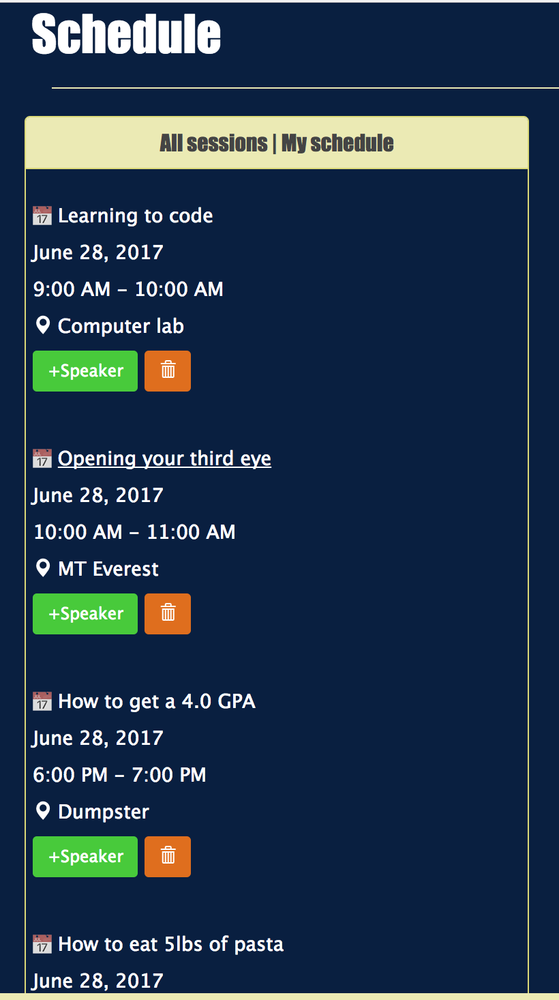 Schedule
All sessions | My schedule
📅 Learning to code
June 28, 2017
9:00 AM – 10:00 AM
Computer lab
+Speaker
📅 Opening your third eye
June 28, 2017
10:00 AM – 11:00 AM
MT Everest
+Speaker
📅 How to get a 4.0 GPA
June 28, 2017
6:00 PM – 7:00 PM
Dumpster
+Speaker
📅 How to eat 5lbs of pasta
June 28, 2017